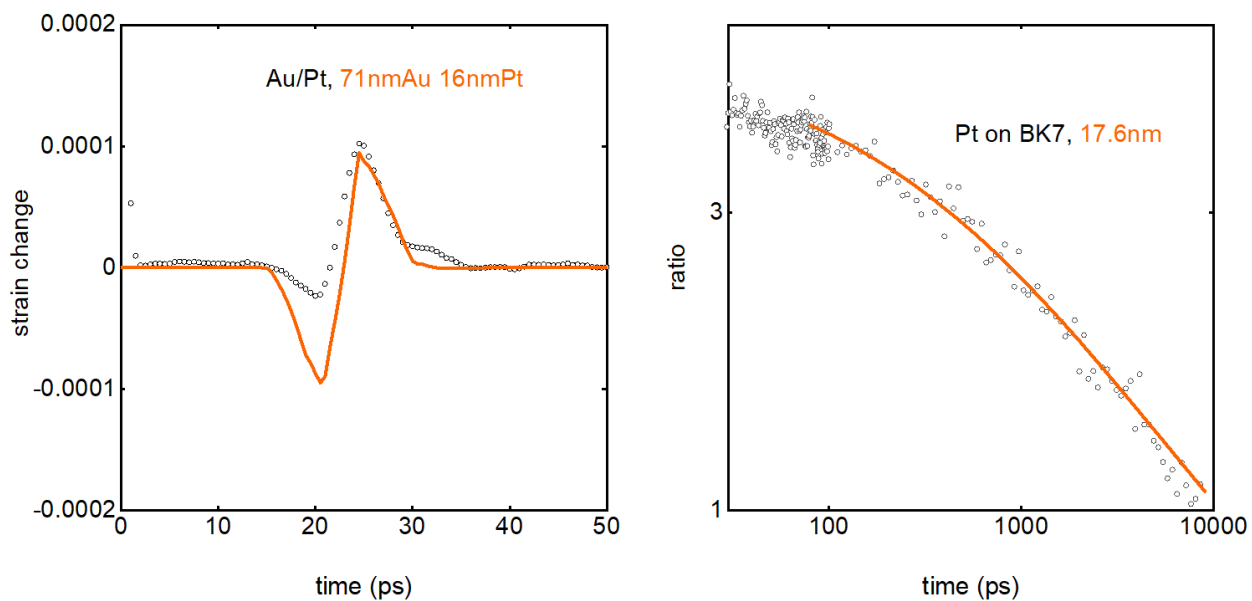 0.0002
0.0001
0
-0.0001
-0.0002
strain change
Au/Pt, 71nmAu 16nmPt
0
10
20
30
40
50
time (ps)
3
1
ratio
Pt on BK7, 17.6nm
100
1000
10000
time (ps)